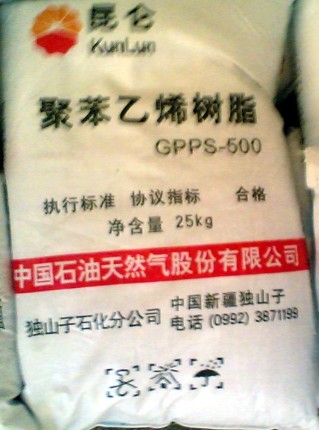 昆仑
KunLun
聚苯乙烯树脂
GPPS-500
执行标准 协议指标 合格
净含量 25kg
中国石油天然气股份有限公司
独山子石化分公司
中国新疆独山子
电话 (0992) 3871199